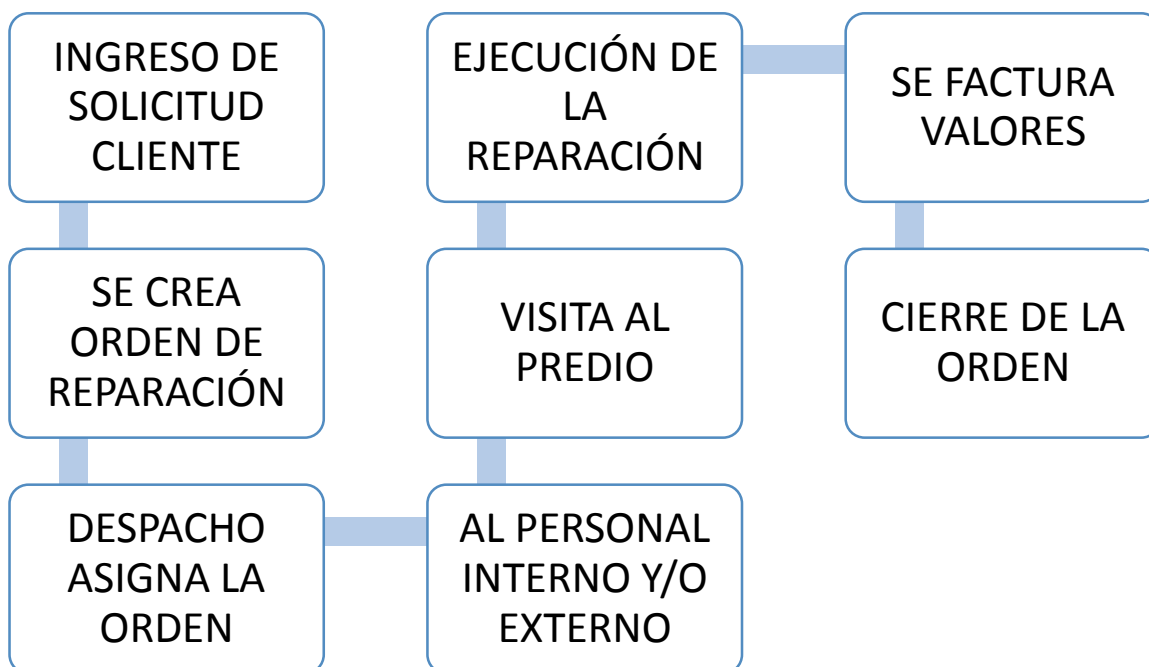 INGRESO DE
SOLICITUD
CLIENTE
SE CREA
ORDEN DE
REPARACIÓN
DESPACHO
ASIGNA LA
ORDEN
AL PERSONAL
INTERNO Y/O
EXTERNO
VISITA AL
PREDIO
EJECUCIÓN DE
LA
REPARACIÓN
SE FACTURA
VALORES
CIERRE DE LA
ORDEN